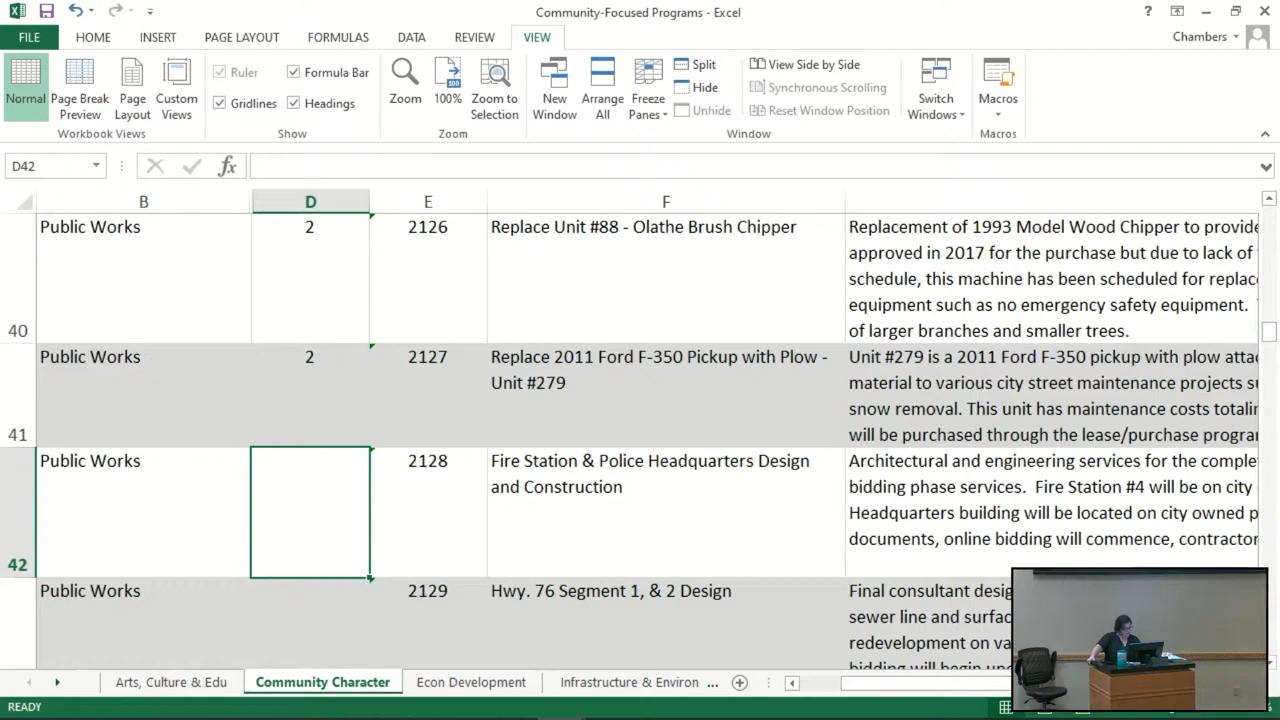 Community-Focused Programs - Excel
FILE HOME INSERT PAGE LAYOUT FORMULAS DATA REVIEW VIEW Chambers
Normal Page Break Preview Page Layout Custom Views
Workbook Views
Ruler Formula Bar
Gridlines Headings
Show
Zoom 100% Zoom to Selection
Zoom
New Window Arrange All Freeze Panes
Split
Hide
Unhide
View Side by Side
Synchronous Scrolling
Reset Window Position
Window
Switch Windows
Macros
Macros
D42 fx
B D E F
40 Public Works 2 2126 Replace Unit #88 - Olathe Brush Chipper
Replacement of 1993 Model Wood Chipper to provide
approved in 2017 for the purchase but due to lack of
schedule, this machine has been scheduled for replac
equipment such as no emergency safety equipment.
of larger branches and smaller trees.
41 Public Works 2 2127 Replace 2011 Ford F-350 Pickup with Plow -
Unit #279
Unit #279 is a 2011 Ford F-350 pickup with plow atta
material to various city street maintenance projects su
snow removal. This unit has maintenance costs totalin
will be purchased through the lease/purchase program
42 Public Works 2128 Fire Station & Police Headquarters Design
and Construction
Architectural and engineering services for the comple
bidding phase services. Fire Station #4 will be on city
Headquarters building will be located on city owned p
documents, online bidding will commence, contractor
Public Works 2129 Hwy. 76 Segment 1, & 2 Design
Final consultant desig
sewer line and surfac
redevelopment on va
bidding will begin up
Arts, Culture & Edu Community Character Econ Development Infrastructure & Environ ...
READY %